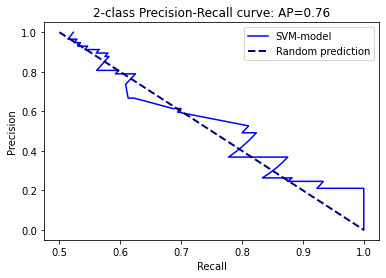 2-class Precision-Recall curve: AP=0.76
SVM-model
Random prediction
Precision
1.0
0.8
0.6
0.4
0.2
0.0
0.5 0.6 0.7 0.8 0.9 1.0
Recall